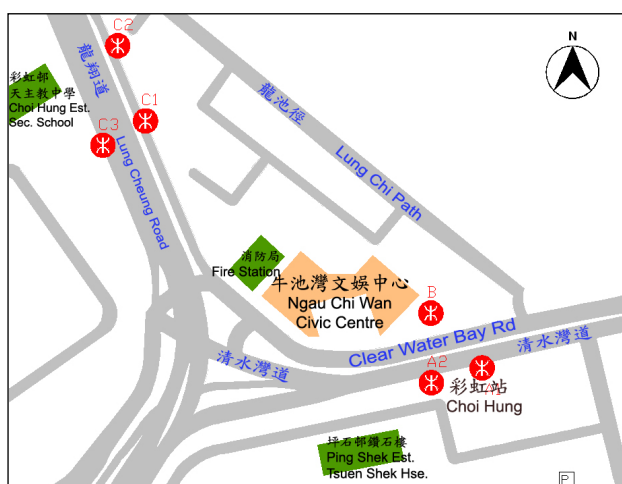 C2
N
龍翔道
彩虹邨
天主教中學
Choi Hung Est.
Sec. School
C1
C3
Lung Cheung Road
龍池徑
Lung Chi Path
消防局
Fire Station
牛池灣文娛中心
Ngau Chi Wan
Civic Centre
B
Clear Water Bay Rd
清水灣道
清水灣道
A2
A1
彩虹站
Choi Hung
坪石邨鑽石樓
Ping Shek Est.
Tsuen Shek Hse.
P